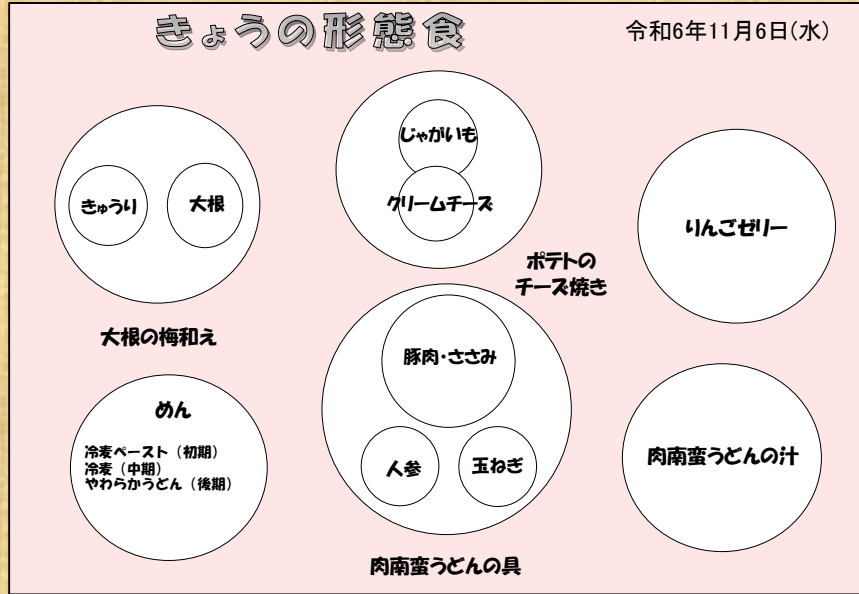 きょうの形態食
令和6年11月6日(水)
じゃがいも
クリームチーズ
ポテトの
チーズ焼き
きゅうり
大根
大根の梅和え
りんごゼリー
めん
冷麦ペースト（初期）
冷麦（中期）
やわらかうどん（後期）
豚肉・ささみ
人参
玉ねぎ
肉南蛮うどんの具
肉南蛮うどんの汁